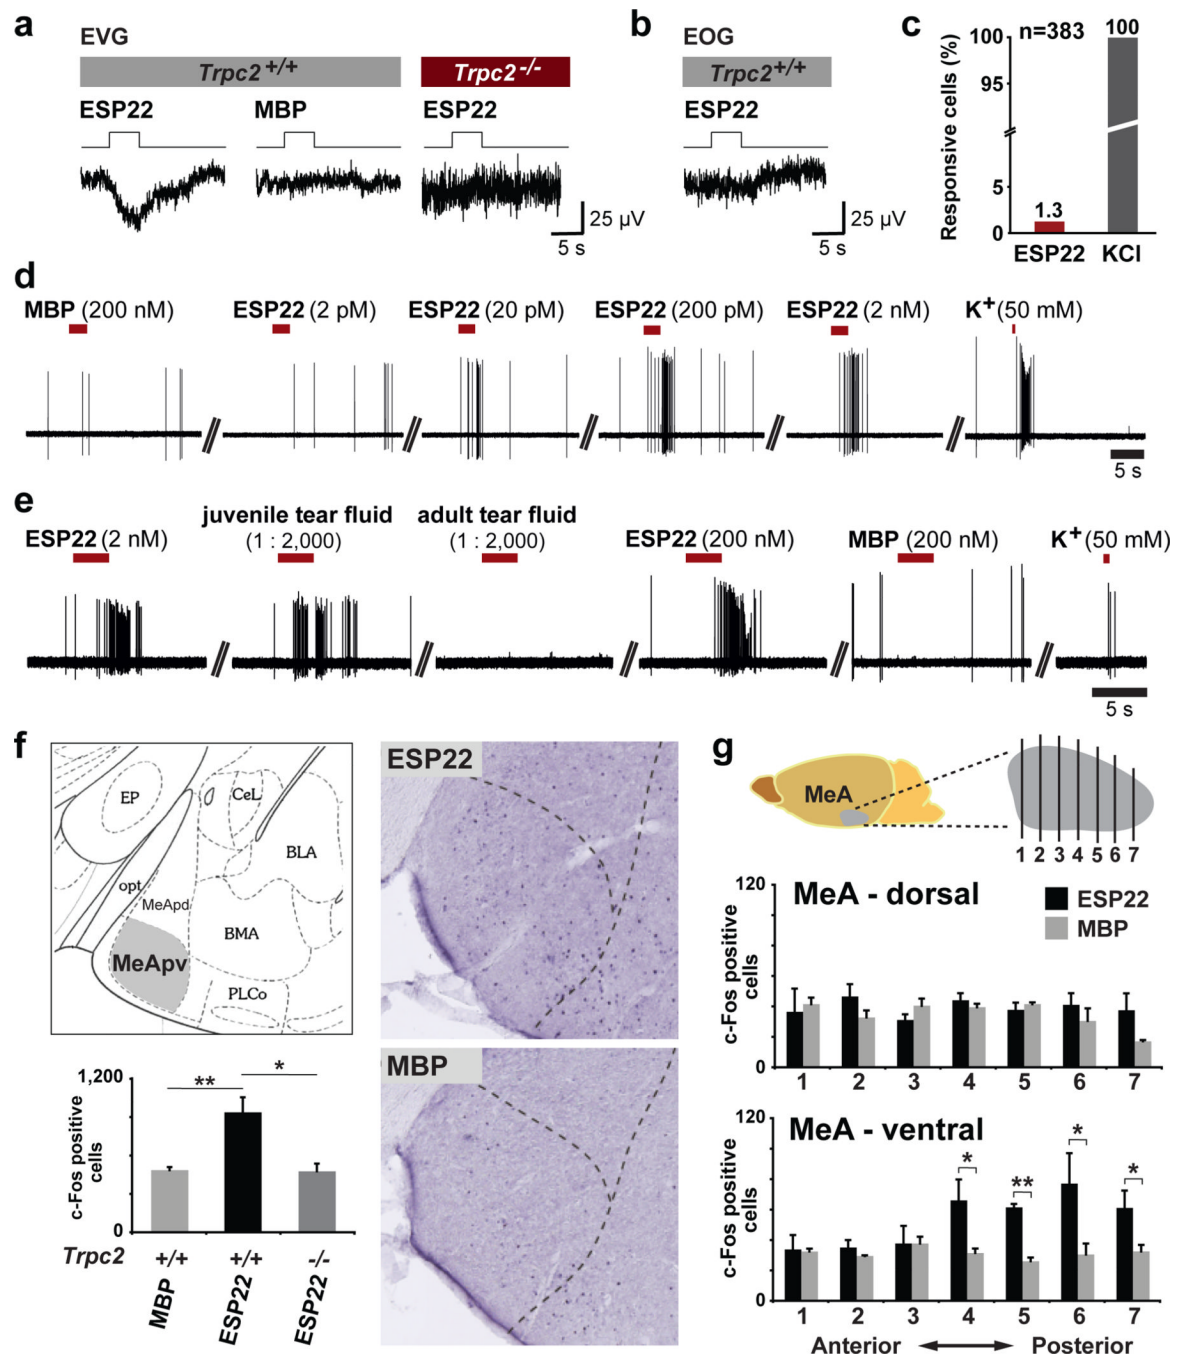 a
EVG
Trpc2+/+
Trpc2-/-
ESP22
MBP
ESP22
25 µV
5 s
b
EOG
Trpc2+/+
ESP22
25 µV
5 s
c
Responsive cells (%)
n=383
100
100
95
5
0
1.3
ESP22
KCl
d
MBP (200 nM)
ESP22 (2 pM)
ESP22 (20 pM)
ESP22 (200 pM)
ESP22 (2 nM)
K+ (50 mM)
5 s
e
ESP22 (2 nM)
juvenile tear fluid
(1 : 2,000)
adult tear fluid
(1 : 2,000)
ESP22 (200 nM)
MBP (200 nM)
K+ (50 mM)
5 s
f
EP
CeL
BLA
opt
MeApd
BMA
MeApv
PLCo
ESP22
MBP
c-Fos positive
cells
1,200
0
**
*
Trpc2
+/+
+/+
-/-
MBP
ESP22
ESP22
g
MeA
1 2 3 4 5 6 7
MeA - dorsal
ESP22
MBP
c-Fos positive
cells
120
0
1 2 3 4 5 6 7
MeA - ventral
c-Fos positive
cells
120
0
*
**
*
*
1 2 3 4 5 6 7
Anterior
Posterior